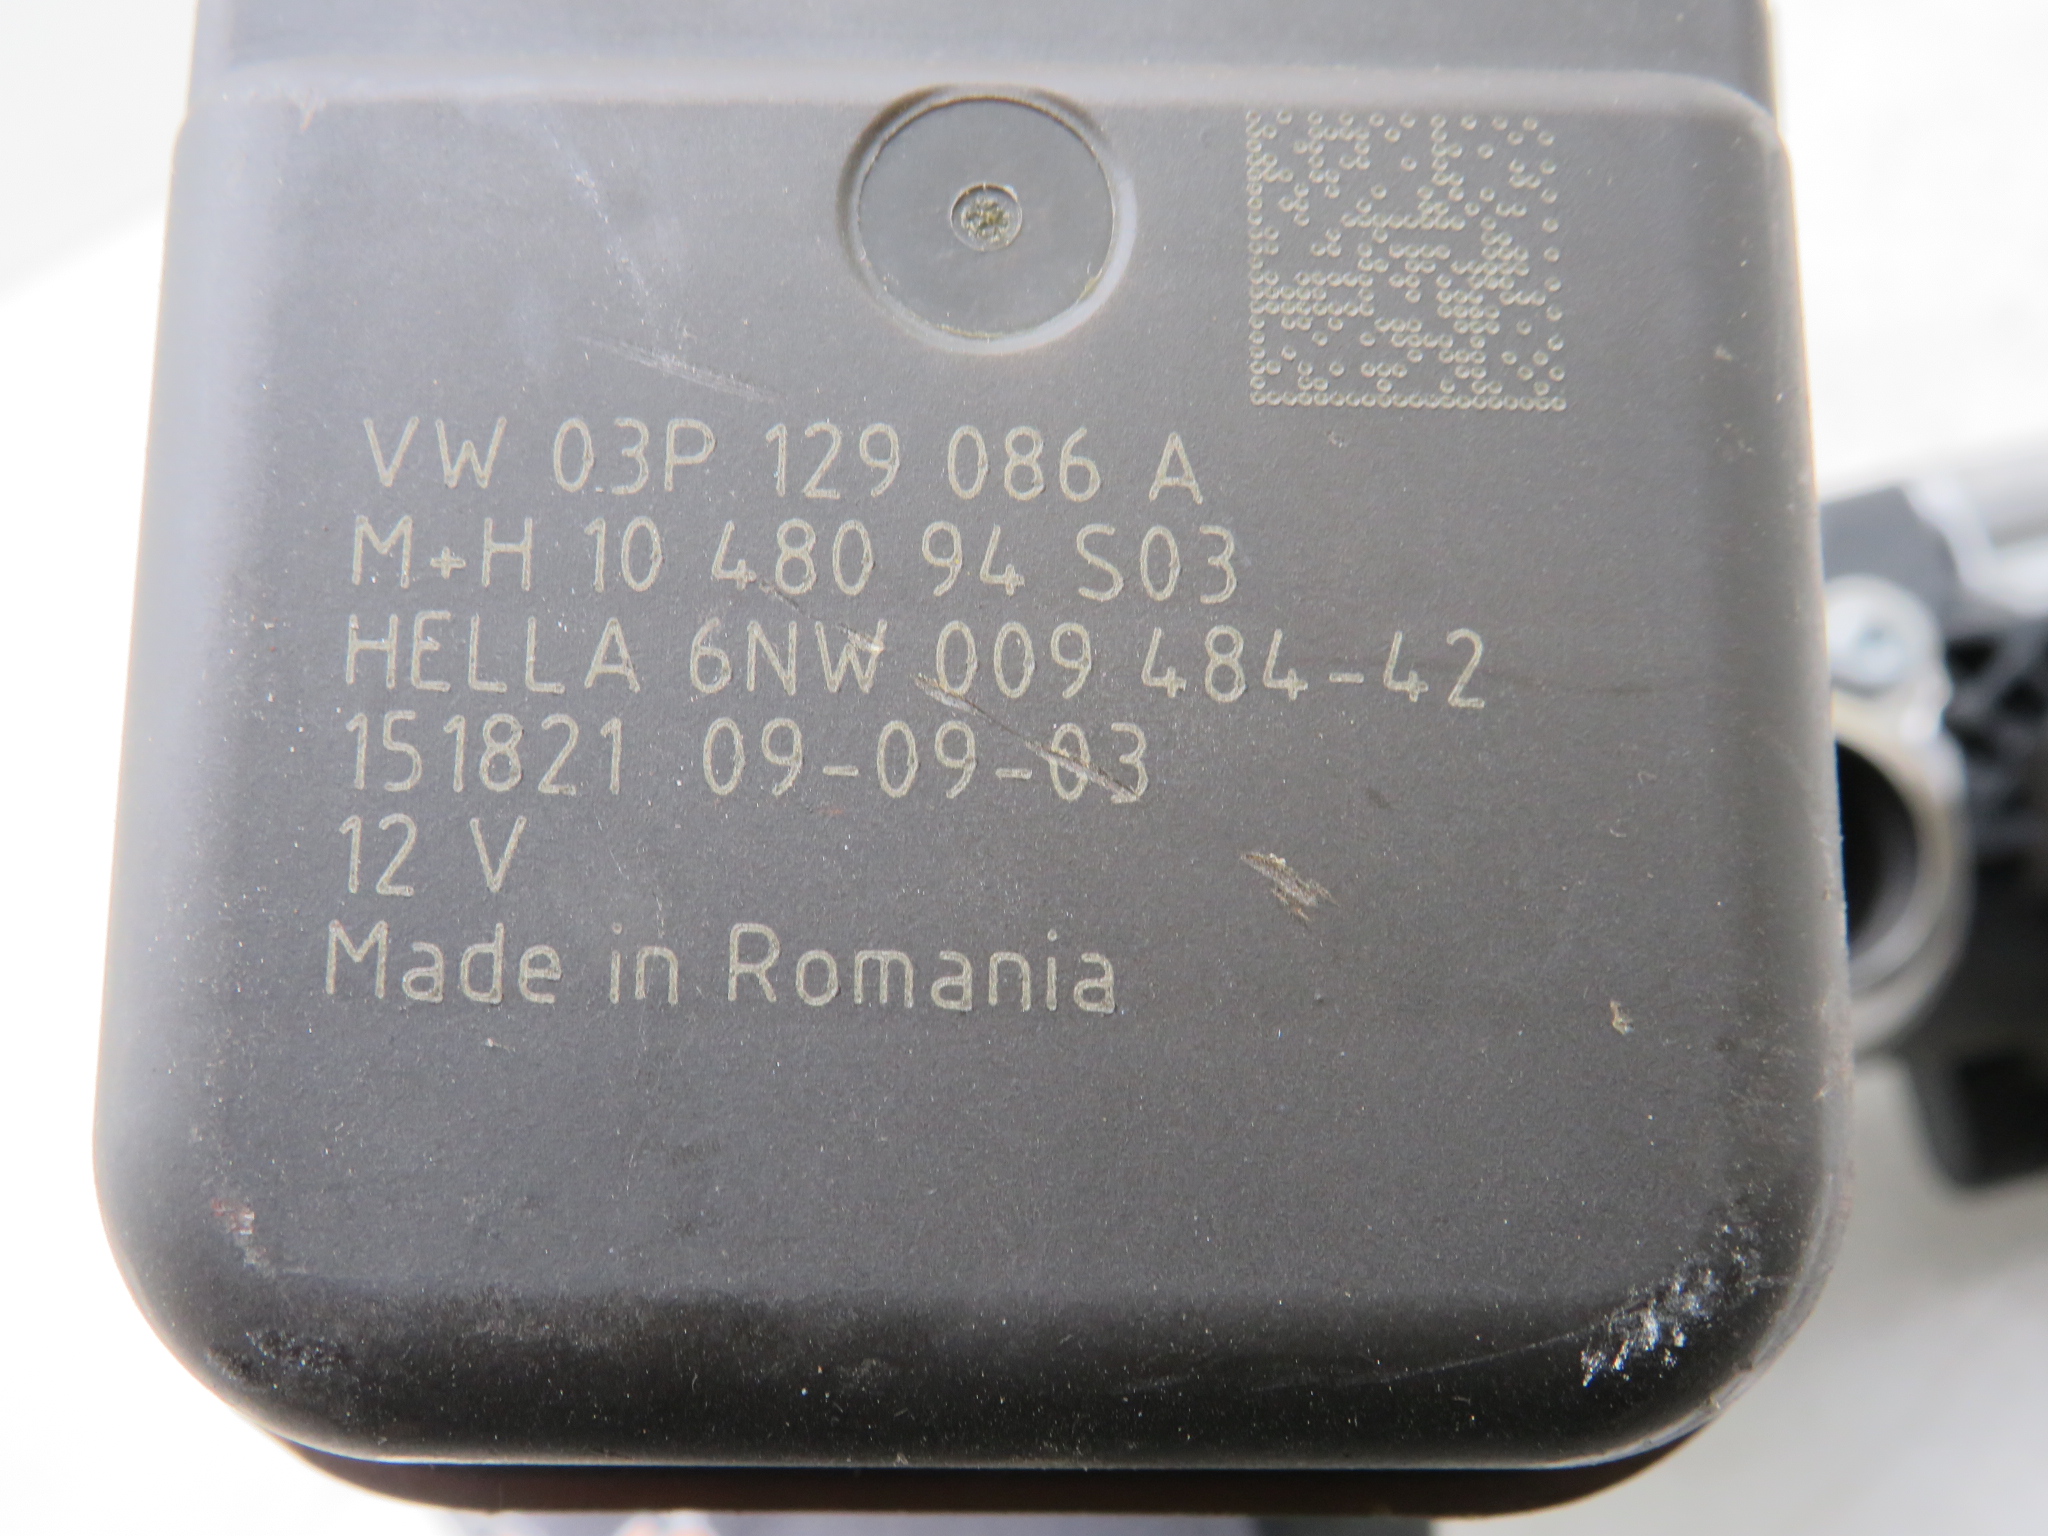 VW 03P 129 086 A
M+H 10 480 94 S03
HELLA 6NW 009 484-42
151821 09-09-03
12 V
Made in Romania